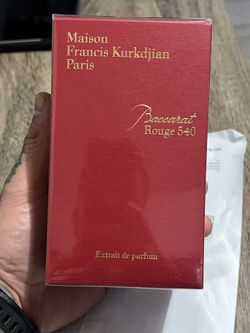 Maison
Francis Kurkdjian
Paris
Baccarat
Rouge 540
Extrait de parfum